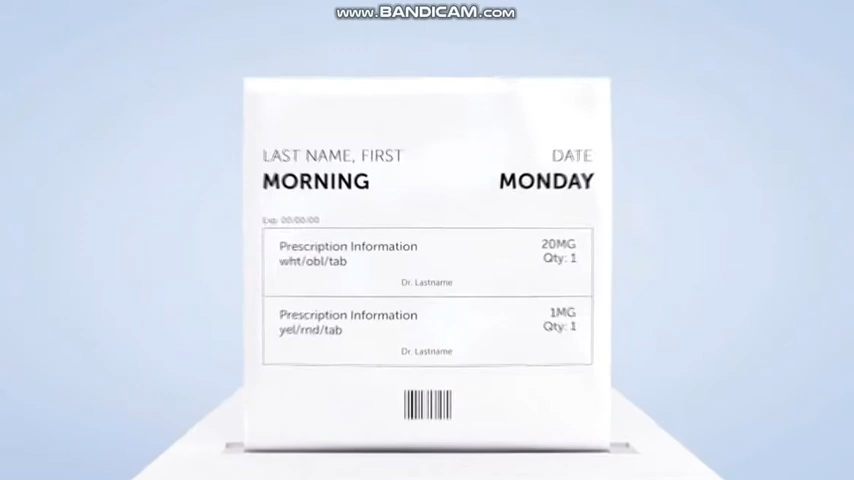 www.BANDICAM.com
LAST NAME, FIRST DATE
MORNING MONDAY
Exp: 00/00/00
Prescription Information 20MG
wht/obl/tab Qty: 1
Dr. Lastname
Prescription Information 1MG
yel/rnd/tab Qty: 1
Dr. Lastname